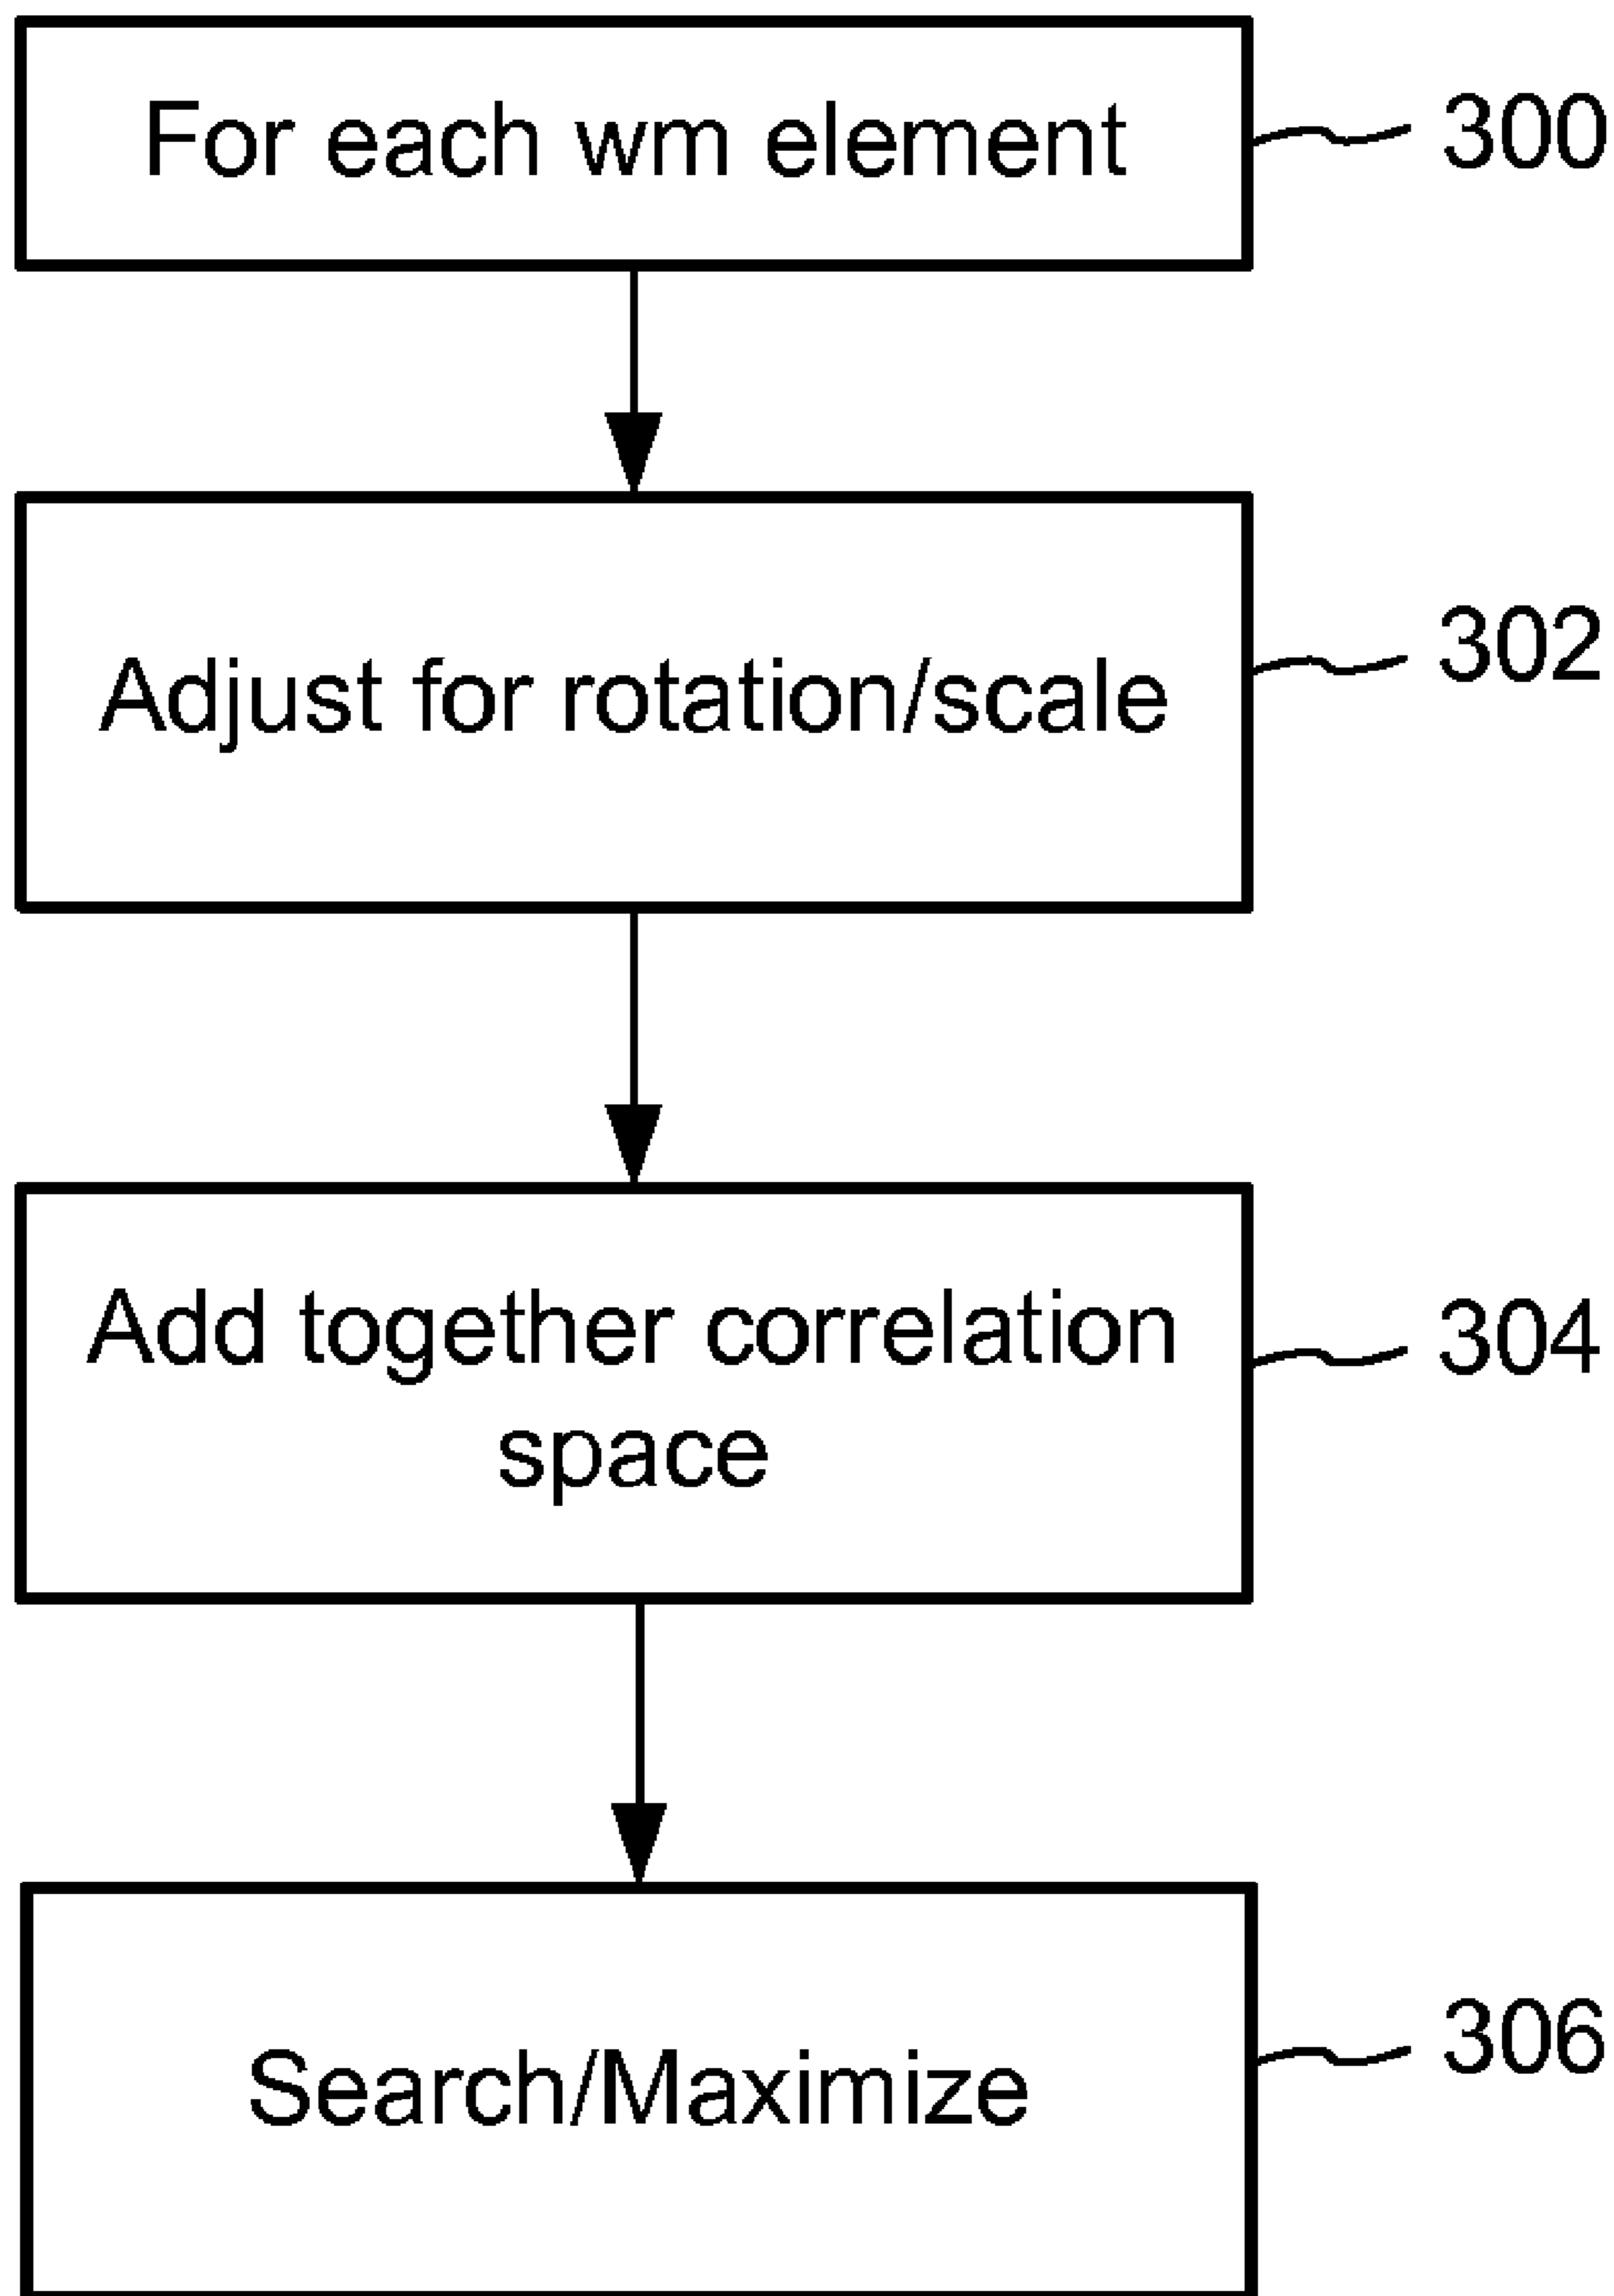 For each wm element
300
Adjust for rotation/scale
302
Add together correlation
space
304
Search/Maximize
306